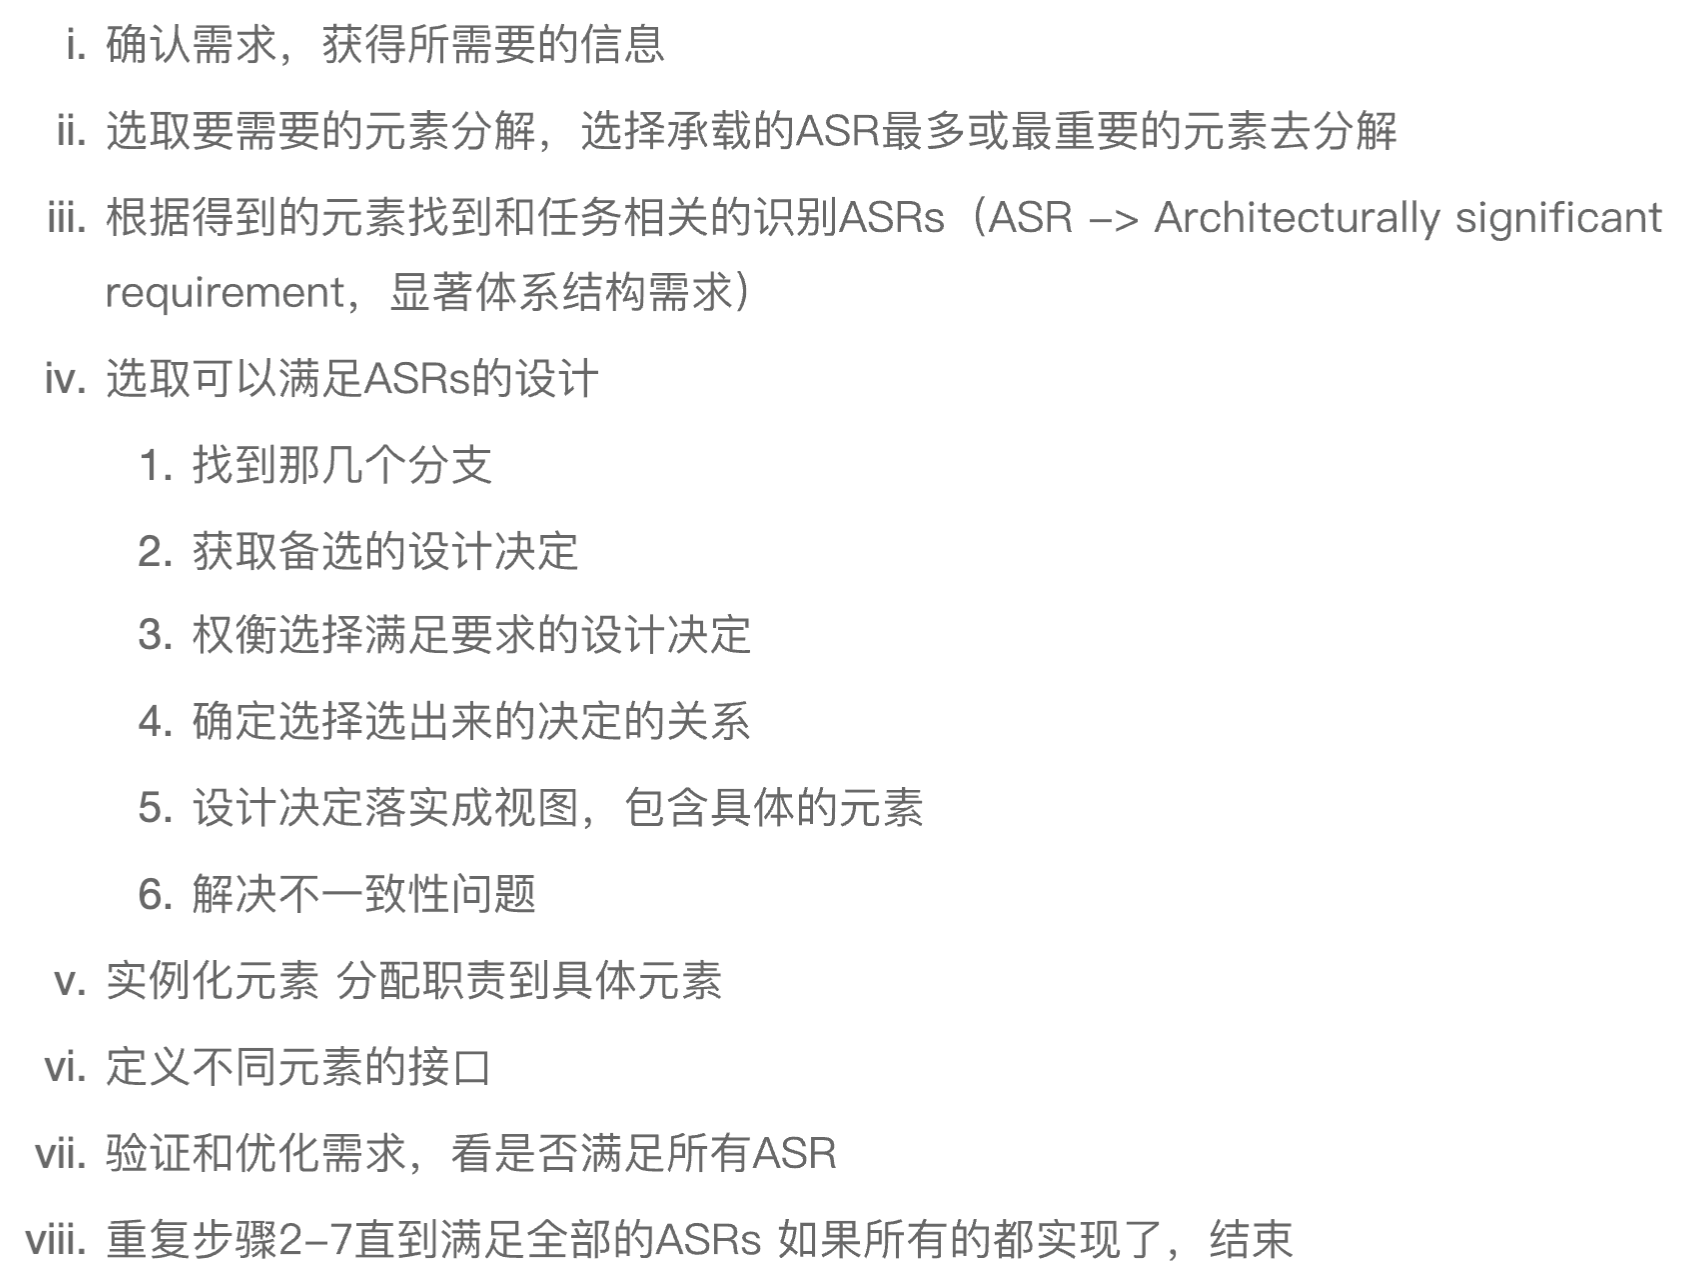 i. 确认需求，获得所需要的信息
ii. 选取要需要的元素分解，选择承载的ASR最多或最重要的元素去分解
iii. 根据得到的元素找到和任务相关的识别ASRs（ASR -> Architecturally significant
requirement，显著体系结构需求）
iv. 选取可以满足ASRs的设计
1. 找到那几个分支
2. 获取备选的设计决定
3. 权衡选择满足要求的设计决定
4. 确定选择选出来的决定的关系
5. 设计决定落实成视图，包含具体的元素
6. 解决不一致性问题
v. 实例化元素 分配职责到具体元素
vi. 定义不同元素的接口
vii. 验证和优化需求，看是否满足所有ASR
viii. 重复步骤2-7直到满足全部的ASRs 如果所有的都实现了，结束